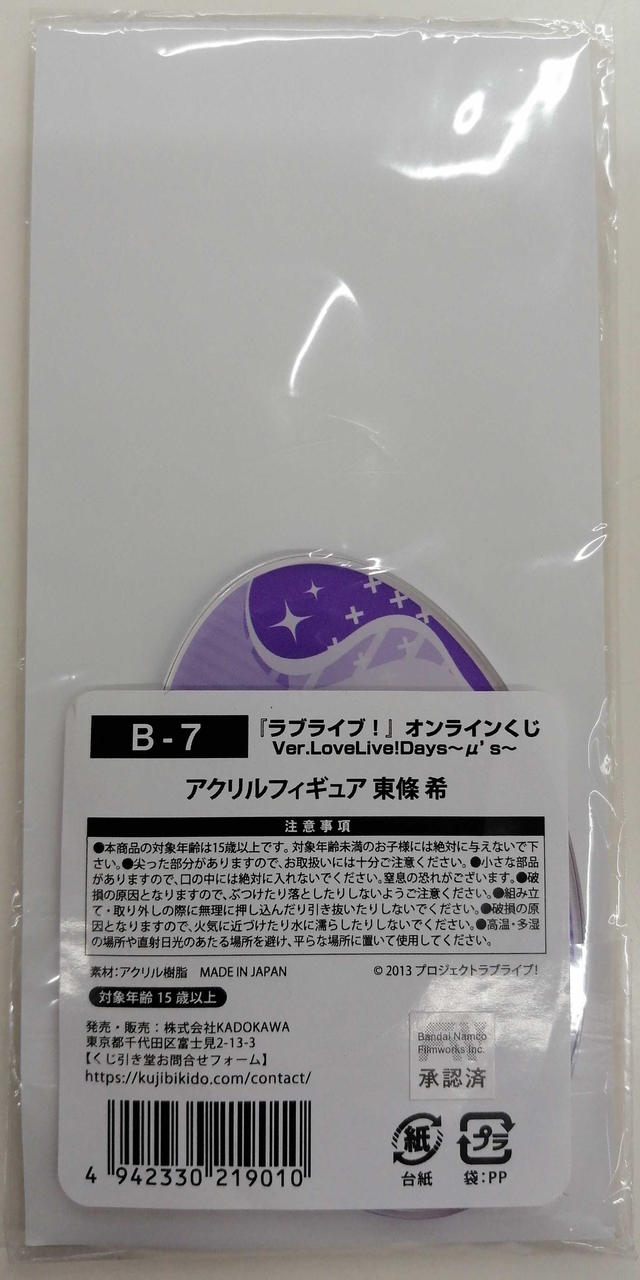 B-7
『ラブライブ！』オンラインくじ
Ver.LoveLive!Days～μ's～
アクリルフィギュア 東條 希
注意事項
●本商品の対象年齢は15歳以上です。対象年齢未満のお子様には絶対に与えないで下
さい。●尖った部分がありますので、お取扱いには十分ご注意ください。●小さな部品
がありますので、口の中には絶対に入れないでください。窒息の恐れがございます。●破
損の原因となりますので、ぶつけたり落としたりしないようご注意ください。●組み立
て・取り外しの際に無理に押し込んだり引き抜いたりしないでください。●破損の原
因となりますので、火気に近づけたり水に濡らしたりしないでください。●高温・多湿
の場所や直射日光のあたる場所を避け、平らな場所に置いて使用してください。
素材：アクリル樹脂 MADE IN JAPAN
© 2013 プロジェクトラブライブ！
対象年齢 15 歳以上
発売・販売：株式会社KADOKAWA
東京都千代田区富士見2-13-3
【くじ引き堂お問合せフォーム】
https://kujibikido.com/contact/
Bandai Namco
Filmworks Inc.
承認済
4 942330 219010
紙
台紙
プラ
袋：PP